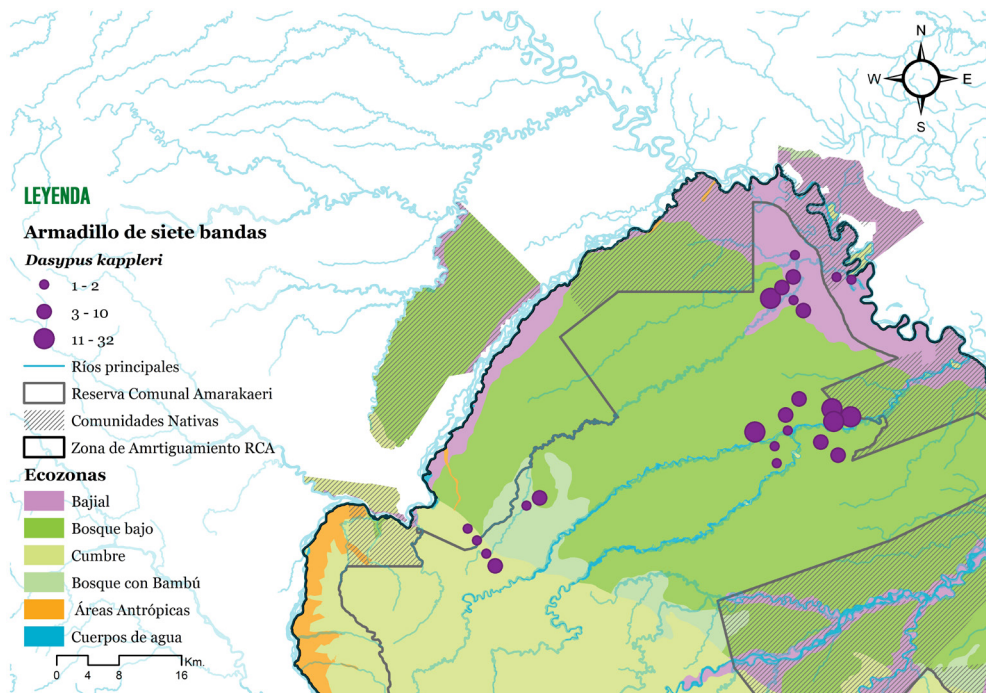 N
W E
S
LEYENDA
Armadillo de siete bandas
Dasypus kappleri
1 - 2
3 - 10
11 - 32
Ríos principales
Reserva Comunal Amarakaeri
Comunidades Nativas
Zona de Amrtiguamiento RCA
Ecozonas
Bajial
Bosque bajo
Cumbre
Bosque con Bambú
Áreas Antrópicas
Cuerpos de agua
Km.
0 4 8 16